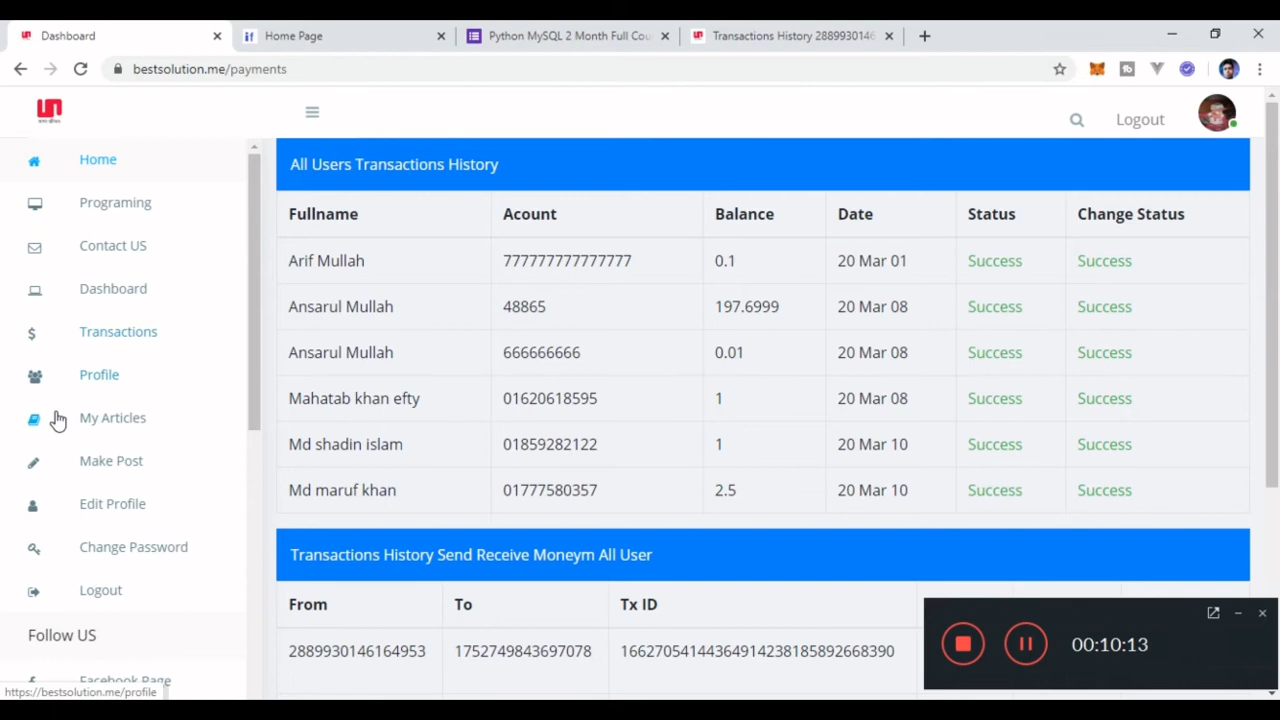 Dashboard
Home Page
Python MySQL 2 Month Full Cou
Transactions History 2889930146
bestsolution.me/payments
Logout
Home
Programing
Contact US
Dashboard
Transactions
Profile
My Articles
Make Post
Edit Profile
Change Password
Logout
Follow US
Facebook Page
https://bestsolution.me/profile
All Users Transactions History
Fullname Acount Balance Date Status Change Status
Arif Mullah 777777777777777 0.1 20 Mar 01 Success Success
Ansarul Mullah 48865 197.6999 20 Mar 08 Success Success
Ansarul Mullah 666666666 0.01 20 Mar 08 Success Success
Mahatab khan efty 01620618595 1 20 Mar 08 Success Success
Md shadin islam 01859282122 1 20 Mar 10 Success Success
Md maruf khan 01777580357 2.5 20 Mar 10 Success Success
Transactions History Send Receive Moneym All User
From To Tx ID
2889930146164953 1752749843697078 166270541443649142381858926683​90
00:10:13